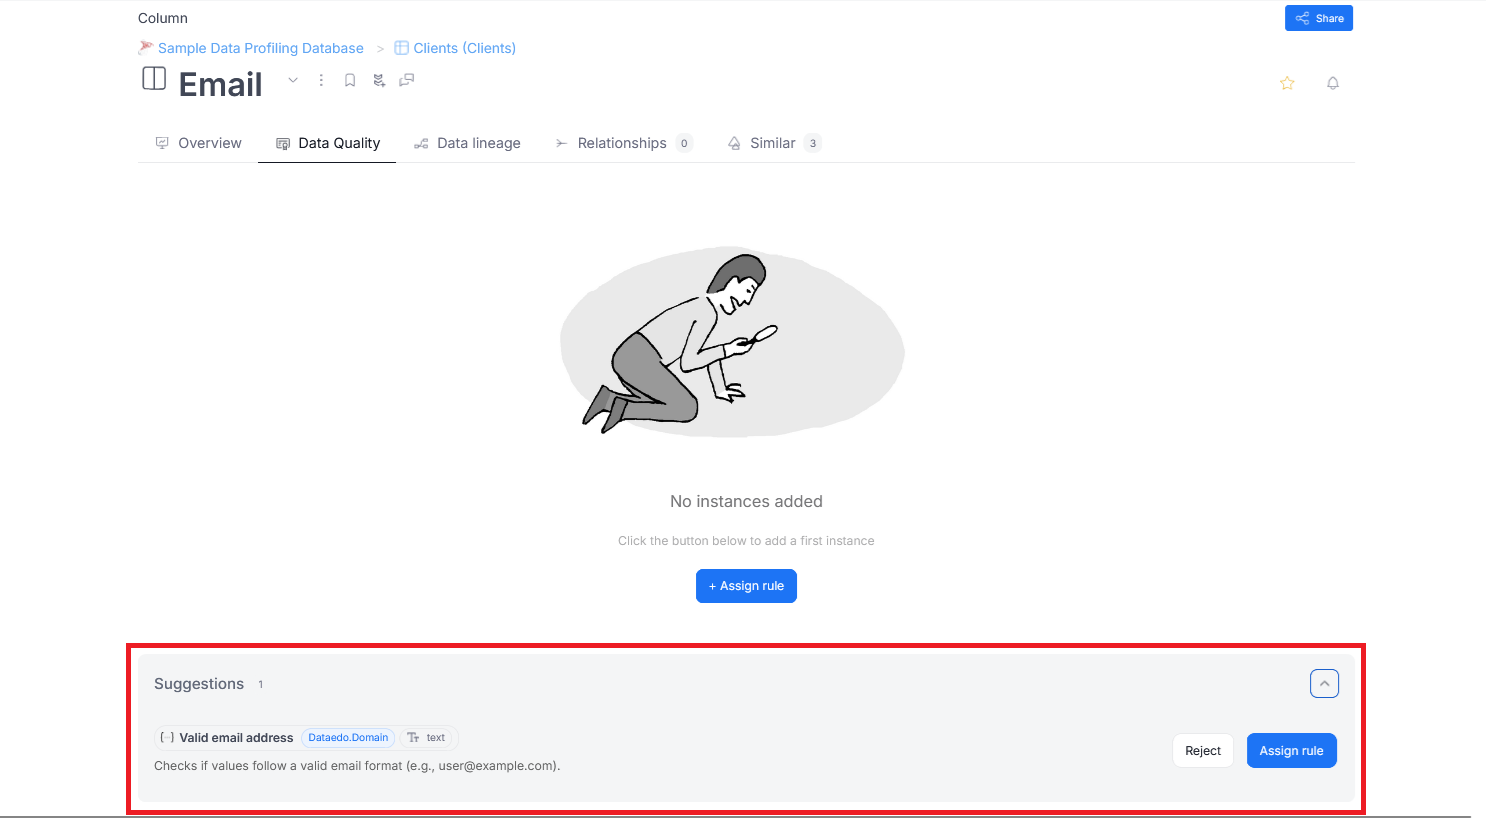 Column
Share
Sample Data Profiling Database > Clients (Clients)
Email
Overview Data Quality Data lineage Relationships 0 Similar 3
No instances added
Click the button below to add a first instance
+ Assign rule
Suggestions 1
Valid email address Dataedo.Domain Tт text
Reject Assign rule
Checks if values follow a valid email format (e.g., user@example.com).